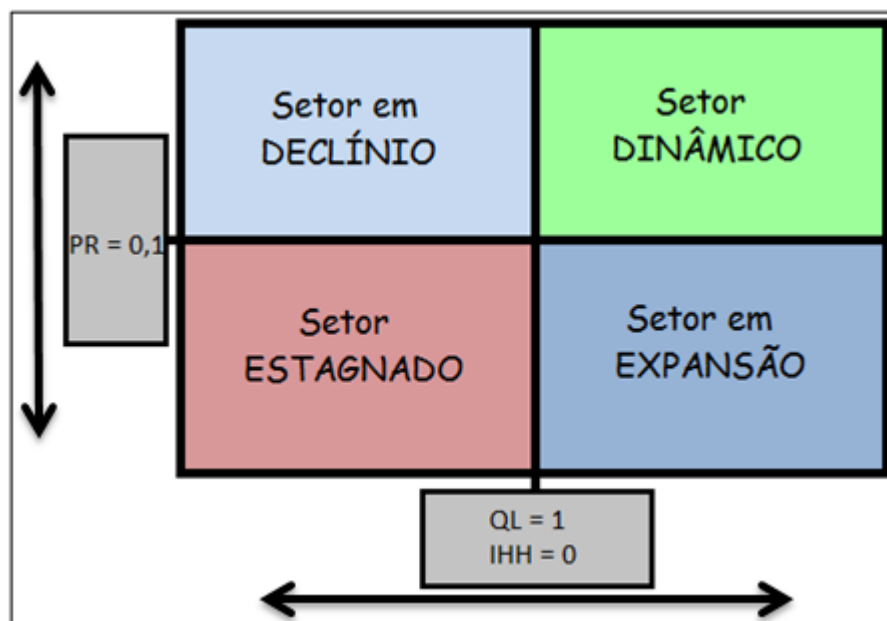 Setor em
DECLÍNIO
Setor
DINÂMICO
PR = 0,1
Setor
ESTAGNADO
Setor em
EXPANSÃO
QL = 1
IHH = 0